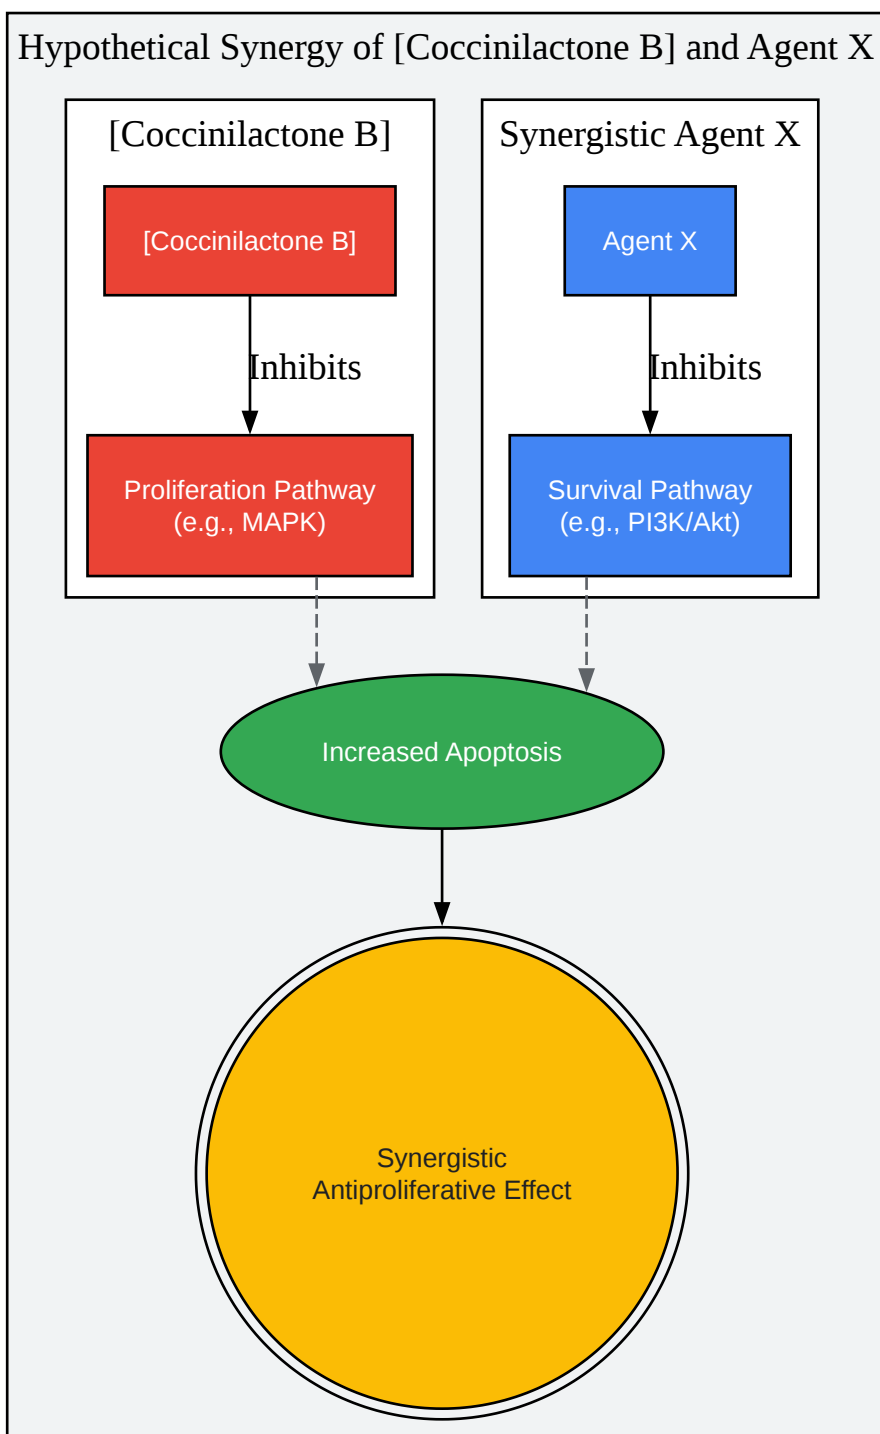 Hypothetical Synergy of [Coccinilactone B] and Agent X
[Coccinilactone B]
Synergistic Agent X
[Coccinilactone B]
Agent X
Inhibits
Inhibits
Proliferation Pathway
(e.g., MAPK)
Survival Pathway
(e.g., PI3K/Akt)
Increased Apoptosis
Synergistic
Antiproliferative Effect